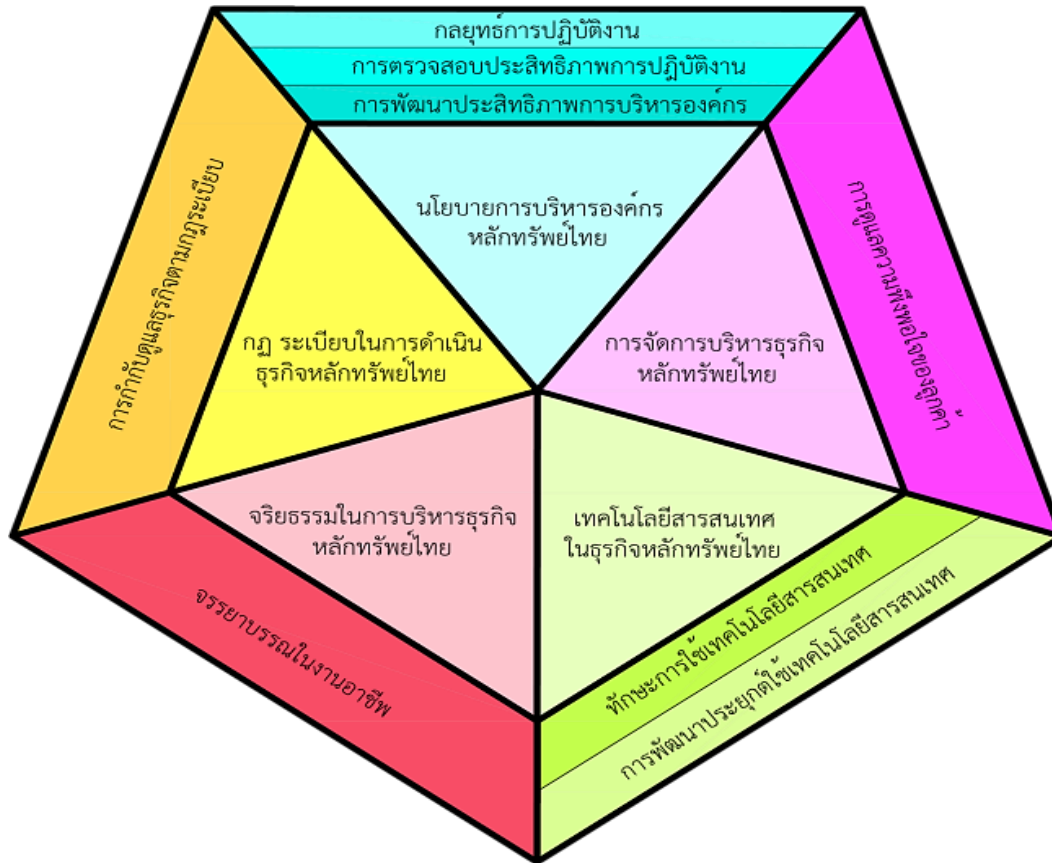 กลยุทธ์การปฏิบัติงาน
การตรวจสอบประสิทธิภาพการปฎิบัติงาน
การพัฒนาประสิทธิภาพการบริหารองค์กร
นโยบายการบริหารองค์กร
หลักทรัพย์ไทย
การกำกับดูแลธุรกิจตามกฎระเบียบ
กฏ ระเบียบในการดำเนิน
ธุรกิจหลักทรัพย์ไทย
การจัดการบริหารธุรกิจ
หลักทรัพย์ไทย
การดูแลความพึงพอใจของลูกค้า
จริยธรรมในการบริหารธุรกิจ
หลักทรัพย์ไทย
เทคโนโลยีสารสนเทศ
ในธุรกิจหลักทรัพย์ไทย
จรรยาบรรณในงานอาชีพ
ทักษะการใช้เทคโนโลยีสารสนเทศ
การพัฒนาประยุกต์ใช้เทคโนโลยีสารสนเทศ